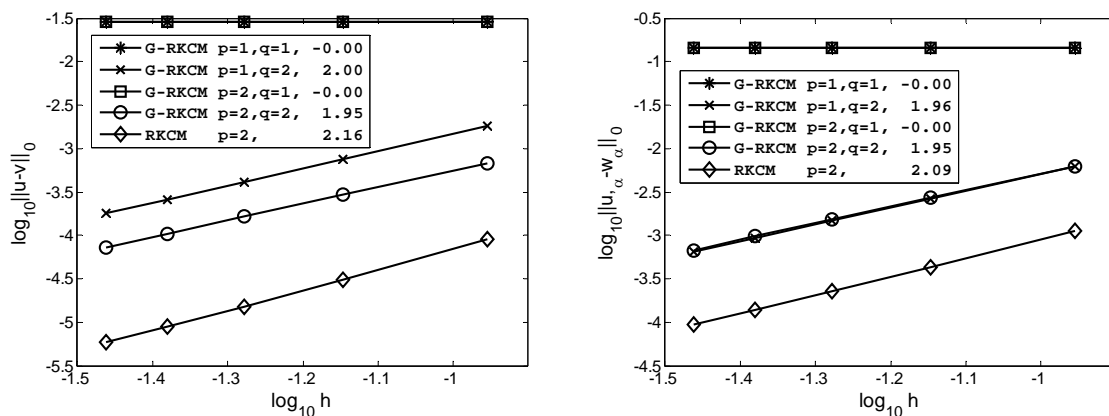 -1.5
-2
-2.5
-3
-3.5
-4
-4.5
-5
-5.5
log10||u-v||0
G-RKCM p=1,q=1, -0.00
G-RKCM p=1,q=2, 2.00
G-RKCM p=2,q=1, -0.00
G-RKCM p=2,q=2, 1.95
RKCM p=2, 2.16
-1.5 -1.4 -1.3 -1.2 -1.1 -1
log10 h
-0.5
-1
-1.5
-2
-2.5
-3
-3.5
-4
-4.5
log10||u,α-wα||0
G-RKCM p=1,q=1, -0.00
G-RKCM p=1,q=2, 1.96
G-RKCM p=2,q=1, -0.00
G-RKCM p=2,q=2, 1.95
RKCM p=2, 2.09
-1.5 -1.4 -1.3 -1.2 -1.1 -1
log10 h